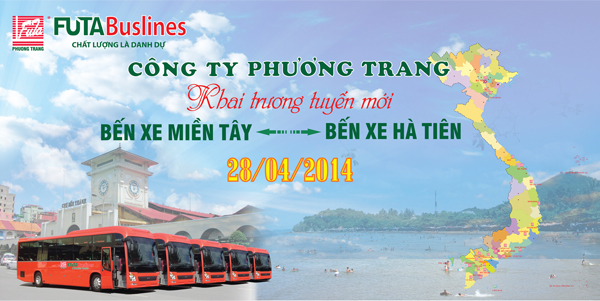 Futa
PHƯƠNG TRANG
FUTABuslines
CHẤT LƯỢNG LÀ DANH DỰ
CÔNG TY PHƯƠNG TRANG
Khai trương tuyến mới
BẾN XE MIỀN TÂY BẾN XE HÀ TIÊN
28/04/2014